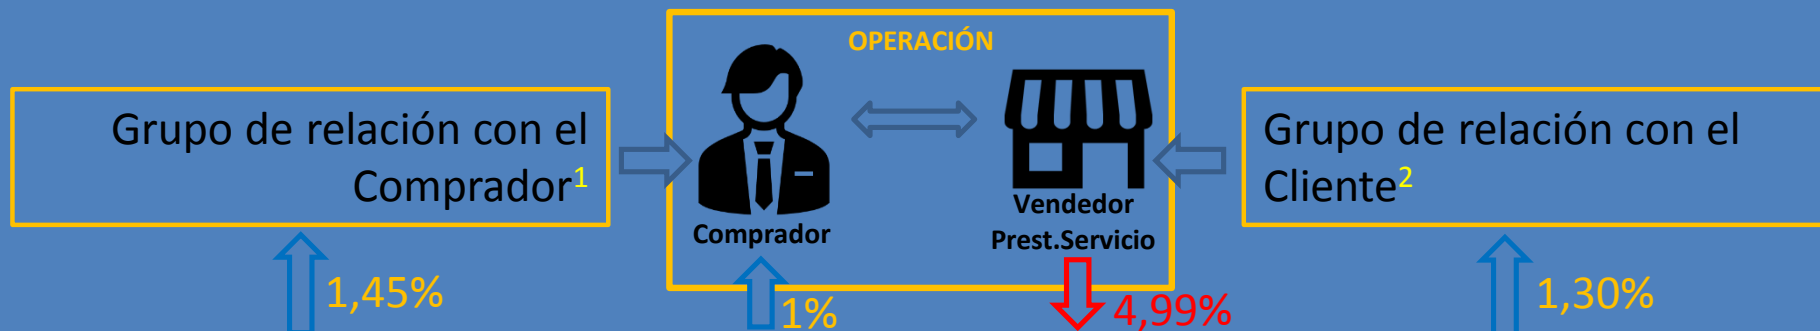 OPERACIÓN
Grupo de relación con el
Comprador¹
Comprador
Vendedor
Prest.Servicio
Grupo de relación con el
Cliente²
1,45%
1%
4,99%
1,30%